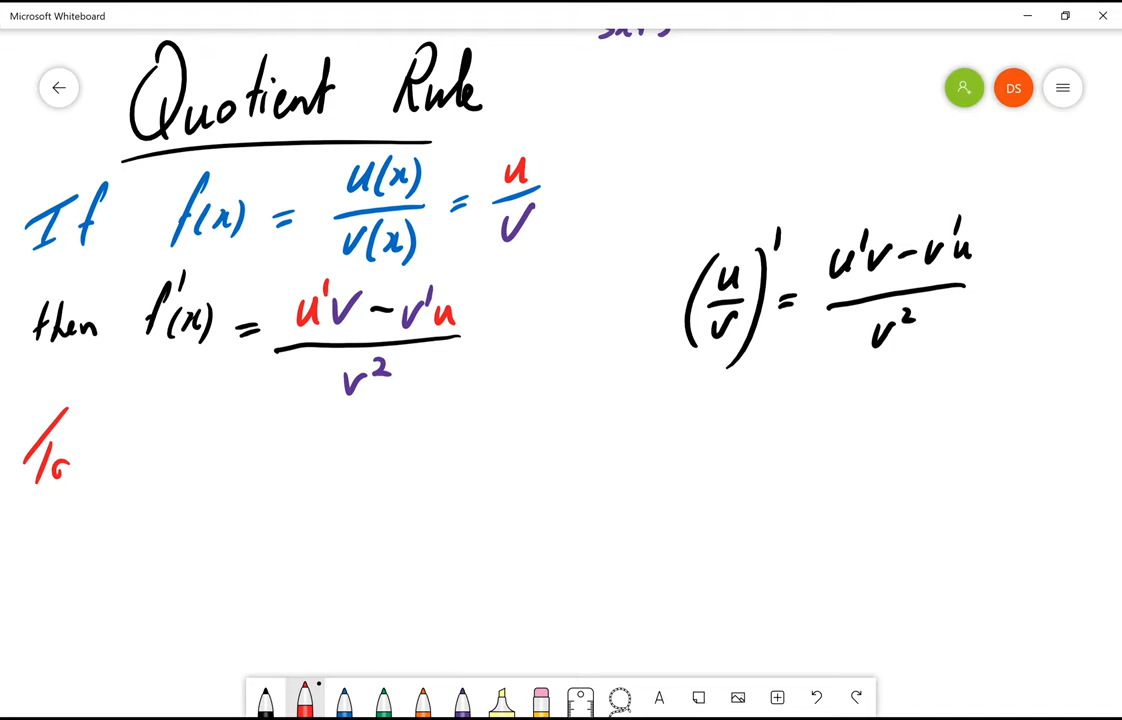 Microsoft Whiteboard
Quotient Rule
DS
If f(x) = u(x)/v(x) = u/v
then f'(x) = (u'v - v'u)/v²
(u/v)' = (u'v - v'u)/v²
A